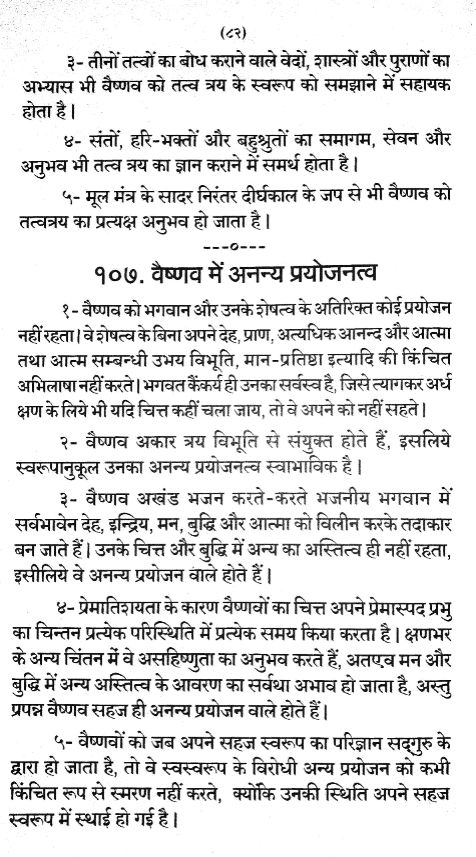 (८२)
३- तीनों तत्वों का बोध कराने वाले वेदों, शास्त्रों और पुराणों का
अभ्यास भी वैष्णव को तत्व त्रय के स्वरूप को समझाने में सहायक
होता है।
४- संतों, हरि-भक्तों और बहुश्रुतों का समागम, सेवन और
अनुभव भी तत्व त्रय का ज्ञान कराने में समर्थ होता है।
५- मूल मंत्र के सादर निरंतर दीर्घकाल के जप से भी वैष्णव को
तत्वत्रय का प्रत्यक्ष अनुभव हो जाता है।
---०---
१०७. वैष्णव में अनन्य प्रयोजनत्व
१- वैष्णव को भगवान और उनके शेषत्व के अतिरिक्त कोई प्रयोजन
नहीं रहता। वे शेषत्व के बिना अपने देह, प्राण, अत्यधिक आनन्द और आत्मा
तथा आत्म सम्बन्धी उभय विभूति, मान-प्रतिष्ठा इत्यादि की किंचित
अभिलाषा नहीं करते। भगवत कैंकर्य ही उनका सर्वस्व है, जिसे त्यागकर अर्ध
क्षण के लिये भी यदि चित्त कहीं चला जाय, तो वे अपने को नहीं सहते।
२- वैष्णव अकार त्रय विभूति से संयुक्त होते हैं, इसलिये
स्वरूपानुकूल उनका अनन्य प्रयोजनत्व स्वाभाविक है।
३- वैष्णव अखंड भजन करते-करते भजनीय भगवान में
सर्वभावेन देह, इन्द्रिय, मन, बुद्धि और आत्मा को विलीन करके तदाकार
बन जाते हैं। उनके चित्त और बुद्धि में अन्य का अस्तित्व ही नहीं रहता,
इसीलिये वे अनन्य प्रयोजन वाले होते हैं।
४- प्रेमातिशयता के कारण वैष्णवों का चित्त अपने प्रेमास्पद प्रभु
का चिन्तन प्रत्येक परिस्थिति में प्रत्येक समय किया करता है। क्षणभर
के अन्य चिंतन में वे असहिष्णुता का अनुभव करते हैं, अतएव मन और
बुद्धि में अन्य अस्तित्व के आवरण का सर्वथा अभाव हो जाता है, अस्तु
प्रपन्न वैष्णव सहज ही अनन्य प्रयोजन वाले होते हैं।
५- वैष्णवों को जब अपने सहज स्वरूप का परिज्ञान सद्‌गुरु के
द्वारा हो जाता है, तो वे स्वस्वरूप के विरोधी अन्य प्रयोजन को कभी
किंचित रूप से स्मरण नहीं करते, क्योंकि उनकी स्थिति अपने सहज
स्वरूप में स्थाई हो गई है।